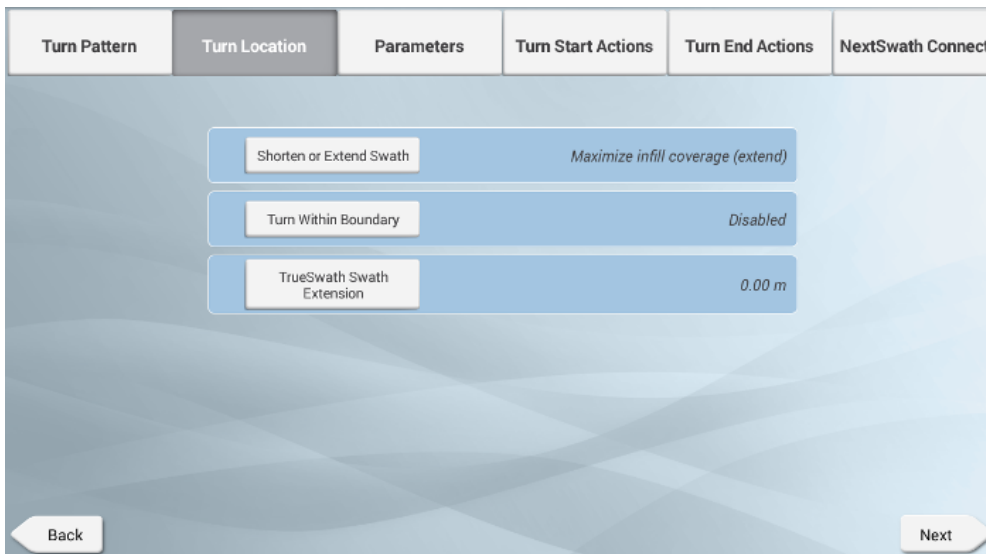 Turn Pattern
Turn Location
Parameters
Turn Start Actions
Turn End Actions
NextSwath Connect
Shorten or Extend Swath
Maximize infill coverage (extend)
Turn Within Boundary
Disabled
TrueSwath Swath
Extension
0.00 m
Back
Next